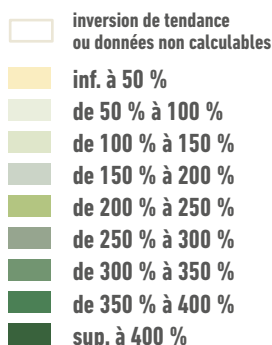 inversion de tendance
ou données non calculables
inf. à 50 %
de 50 % à 100 %
de 100 % à 150 %
de 150 % à 200 %
de 200 % à 250 %
de 250 % à 300 %
de 300 % à 350 %
de 350 % à 400 %
sup. à 400 %